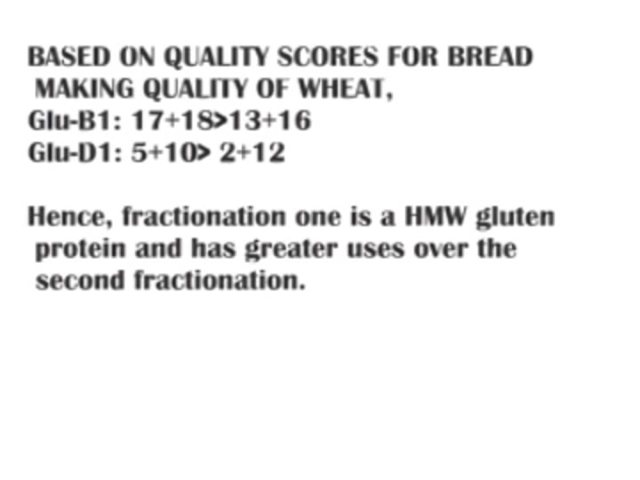 BASED ON QUALITY SCORES FOR BREAD
MAKING QUALITY OF WHEAT,
Glu-B1: 17+18>13+16
Glu-D1: 5+10> 2+12
Hence, fractionation one is a HMW gluten
protein and has greater uses over the
second fractionation.